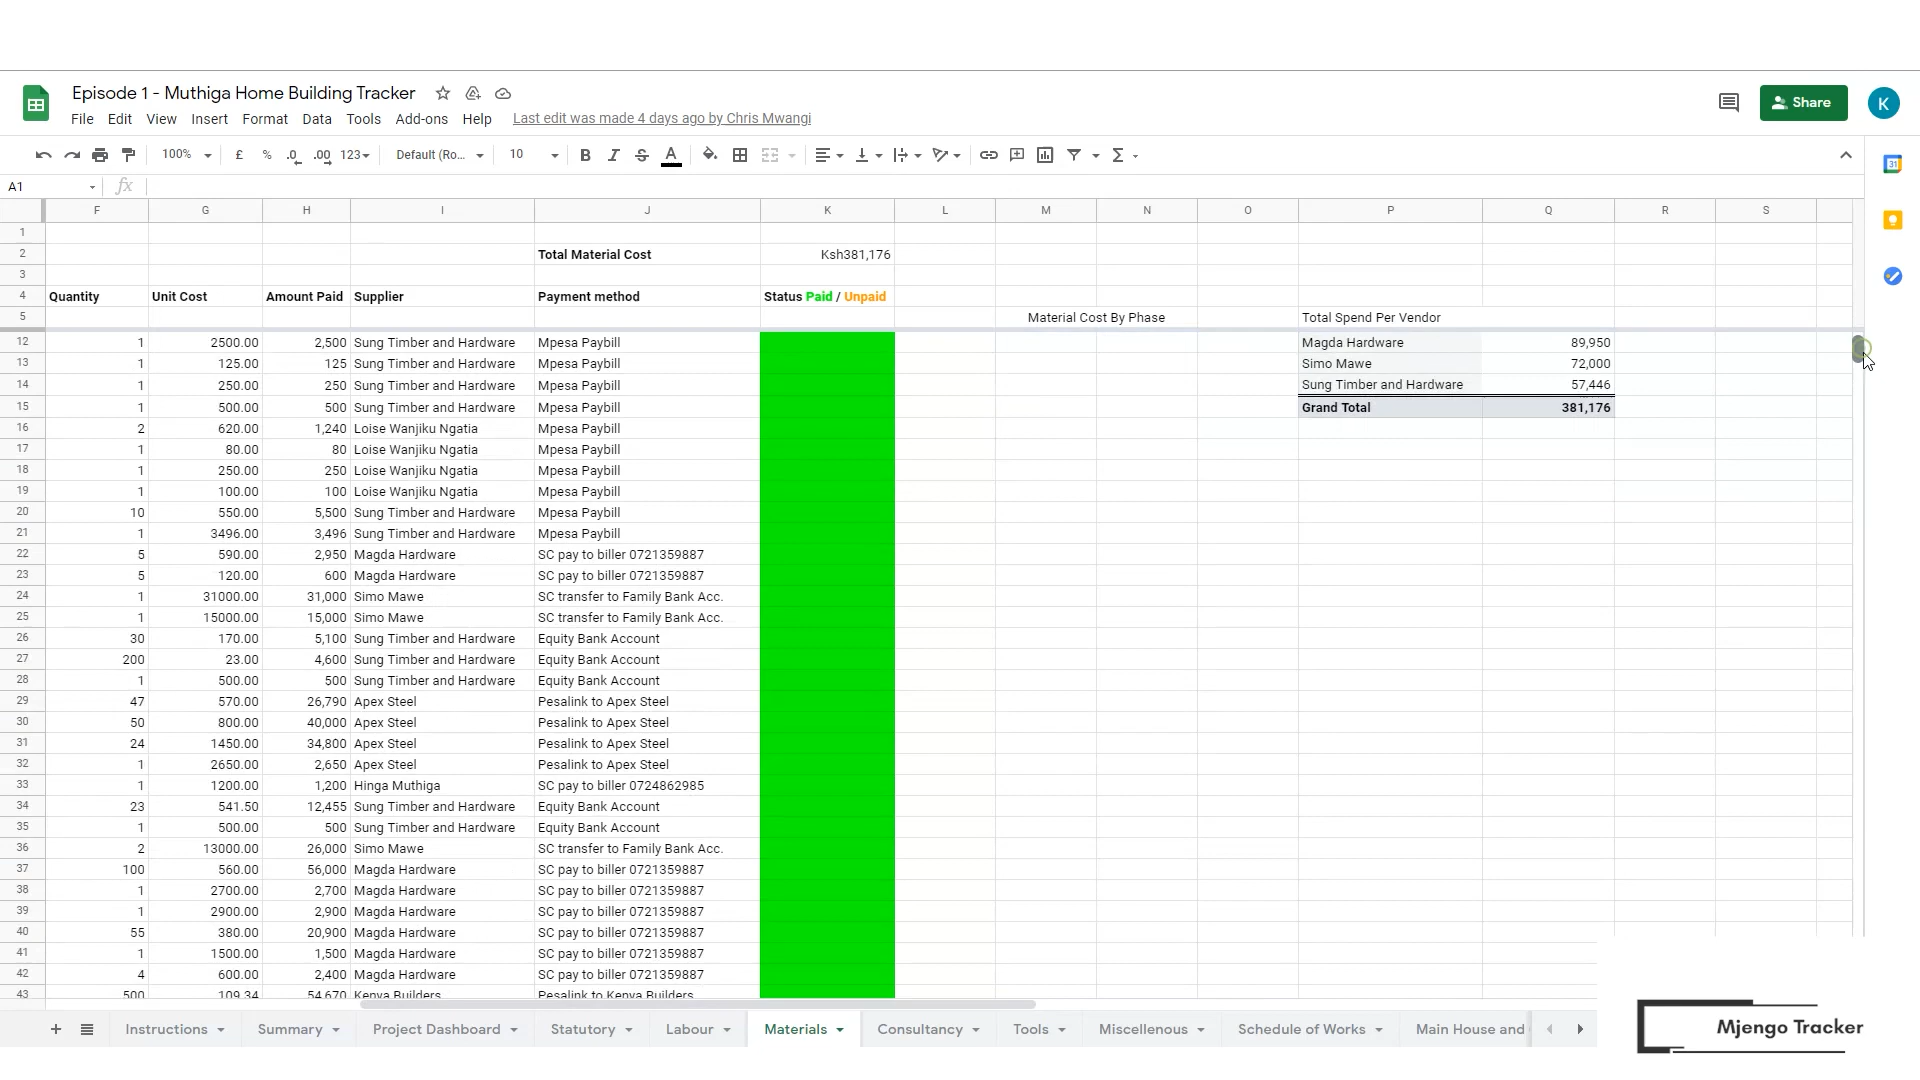 Episode 1 - Muthiga Home Building Tracker
File Edit View Insert Format Data Tools Add-ons Help Last edit was made 4 days ago by Chris Mwangi
Share
K
100% £ % .0 .00 123 Default (Ro... 10 B I S A
31
A1 fx
F G H I J K L M N O P Q R S
1
2 Total Material Cost Ksh381,176
3
4 Quantity Unit Cost Amount Paid Supplier Payment method Status Paid / Unpaid
5 Material Cost By Phase Total Spend Per Vendor
12 1 2500.00 2,500 Sung Timber and Hardware Mpesa Paybill Magda Hardware 89,950
13 1 125.00 125 Sung Timber and Hardware Mpesa Paybill Simo Mawe 72,000
14 1 250.00 250 Sung Timber and Hardware Mpesa Paybill Sung Timber and Hardware 57,446
15 1 500.00 500 Sung Timber and Hardware Mpesa Paybill Grand Total 381,176
16 2 620.00 1,240 Loise Wanjiku Ngatia Mpesa Paybill
17 1 80.00 80 Loise Wanjiku Ngatia Mpesa Paybill
18 1 250.00 250 Loise Wanjiku Ngatia Mpesa Paybill
19 1 100.00 100 Loise Wanjiku Ngatia Mpesa Paybill
20 10 550.00 5,500 Sung Timber and Hardware Mpesa Paybill
21 1 3496.00 3,496 Sung Timber and Hardware Mpesa Paybill
22 5 590.00 2,950 Magda Hardware SC pay to biller 0721359887
23 5 120.00 600 Magda Hardware SC pay to biller 0721359887
24 1 31000.00 31,000 Simo Mawe SC transfer to Family Bank Acc.
25 1 15000.00 15,000 Simo Mawe SC transfer to Family Bank Acc.
26 30 170.00 5,100 Sung Timber and Hardware Equity Bank Account
27 200 23.00 4,600 Sung Timber and Hardware Equity Bank Account
28 1 500.00 500 Sung Timber and Hardware Equity Bank Account
29 47 570.00 26,790 Apex Steel Pesalink to Apex Steel
30 50 800.00 40,000 Apex Steel Pesalink to Apex Steel
31 24 1450.00 34,800 Apex Steel Pesalink to Apex Steel
32 1 2650.00 2,650 Apex Steel Pesalink to Apex Steel
33 1 1200.00 1,200 Hinga Muthiga SC pay to biller 0724862985
34 23 541.50 12,455 Sung Timber and Hardware Equity Bank Account
35 1 500.00 500 Sung Timber and Hardware Equity Bank Account
36 2 13000.00 26,000 Simo Mawe SC transfer to Family Bank Acc.
37 100 560.00 56,000 Magda Hardware SC pay to biller 0721359887
38 1 2700.00 2,700 Magda Hardware SC pay to biller 0721359887
39 1 2900.00 2,900 Magda Hardware SC pay to biller 0721359887
40 55 380.00 20,900 Magda Hardware SC pay to biller 0721359887
41 1 1500.00 1,500 Magda Hardware SC pay to biller 0721359887
42 4 600.00 2,400 Magda Hardware SC pay to biller 0721359887
43 500 109.34 54,670 Kenya Builders Pesalink to Kenya Builders
Instructions Summary Project Dashboard Statutory Labour Materials Consultancy Tools Miscellenous Schedule of Works Main House and
Mjengo Tracker